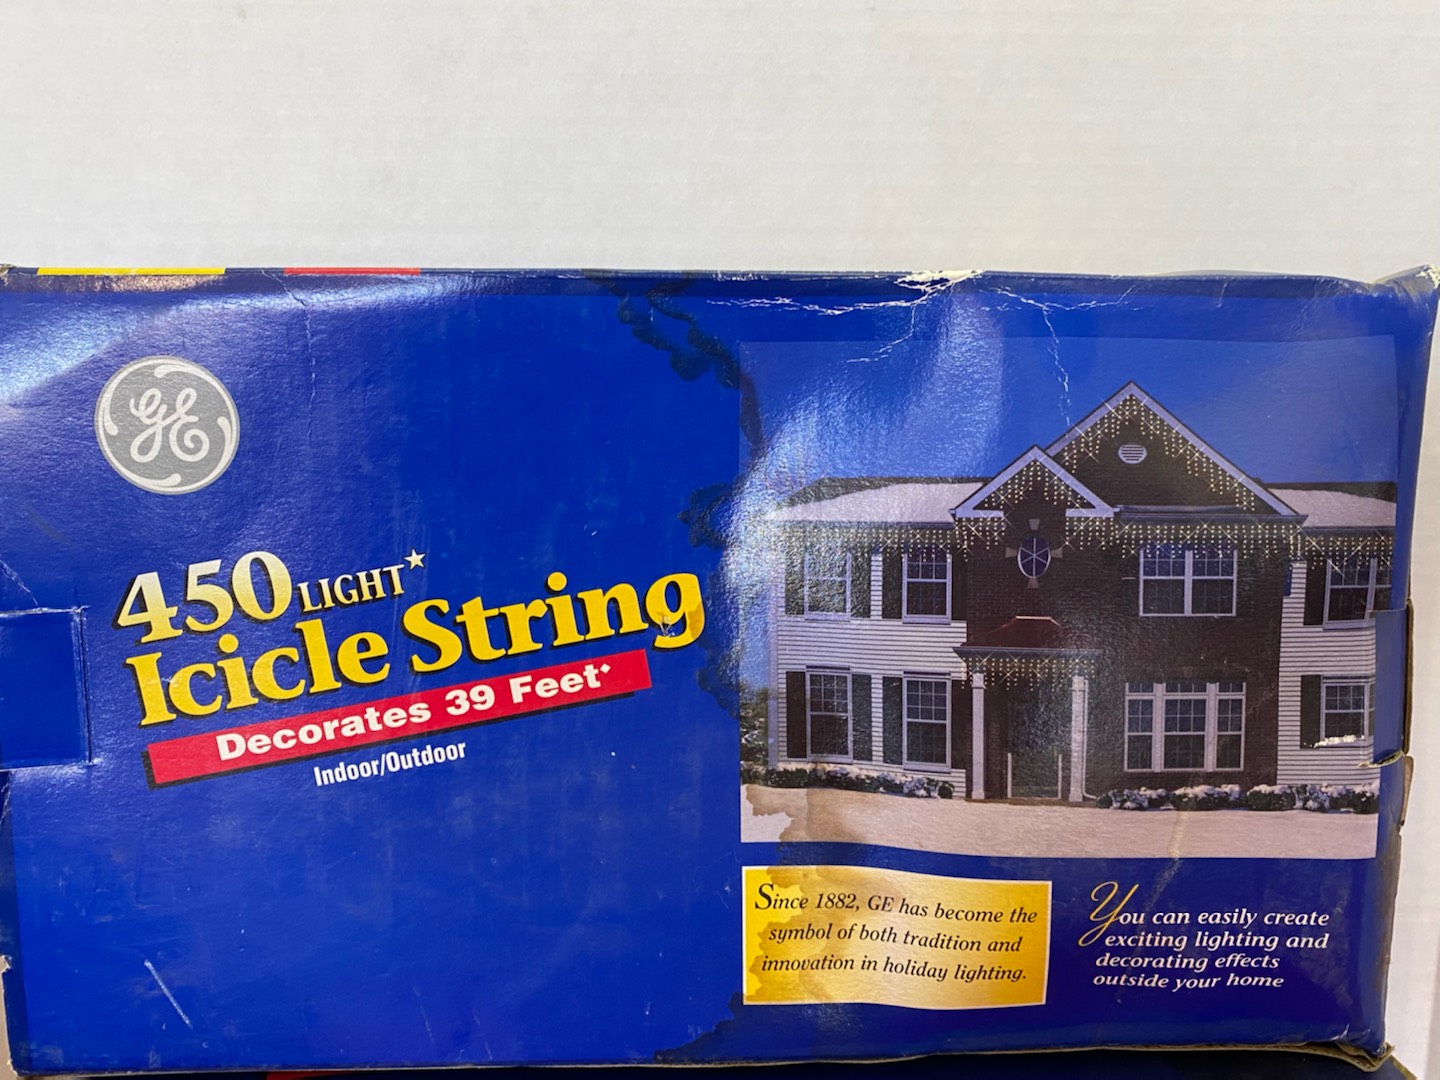 GE
450 LIGHT*
Icicle String
Decorates 39 Feet♦
Indoor/Outdoor
Since 1882, GE has become the
symbol of both tradition and
innovation in holiday lighting.
You can easily create
exciting lighting and
decorating effects
outside your home